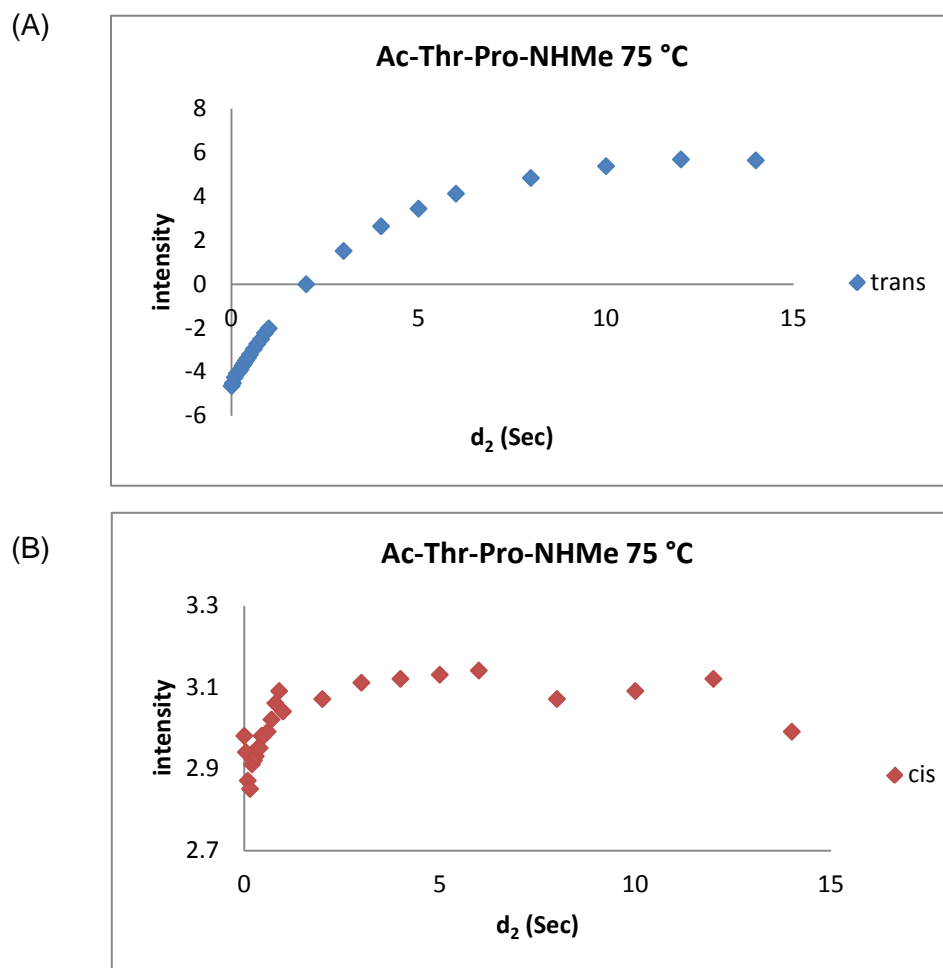 (A)
Ac-Thr-Pro-NHMe 75 °C
8
6
4
2
0
-2
-4
-6
intensity
0 5 10 15
d₂ (Sec)
trans
(B)
Ac-Thr-Pro-NHMe 75 °C
3.3
3.1
2.9
2.7
intensity
0 5 10 15
d₂ (Sec)
cis